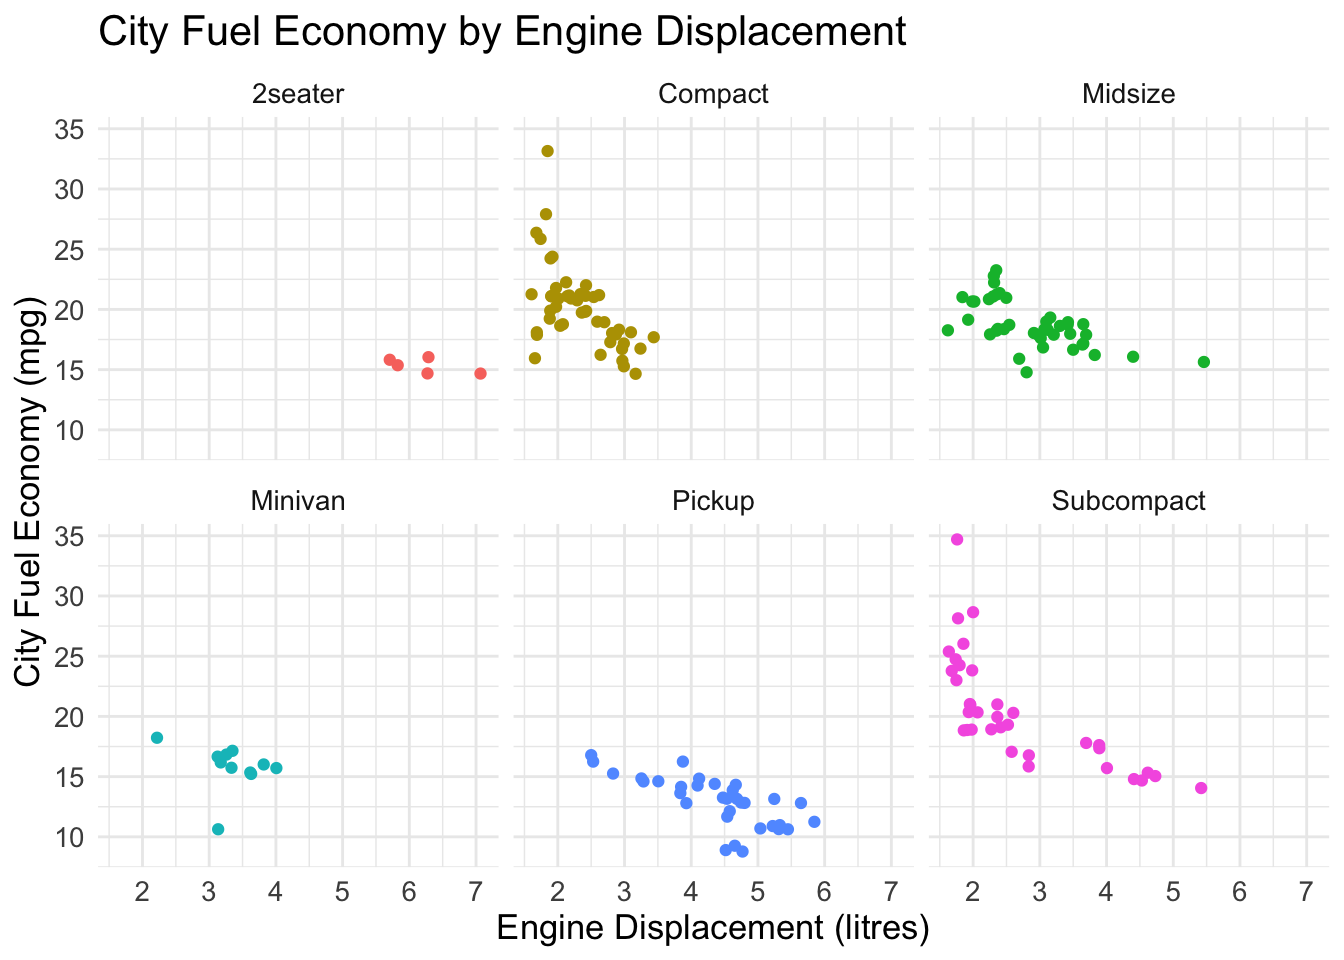 City Fuel Economy by Engine Displacement
2seater Compact Midsize
35
30
25
20
15
10
Minivan Pickup Subcompact
35
30
25
20
15
10
City Fuel Economy (mpg)
2 3 4 5 6 7 2 3 4 5 6 7 2 3 4 5 6 7
Engine Displacement (litres)